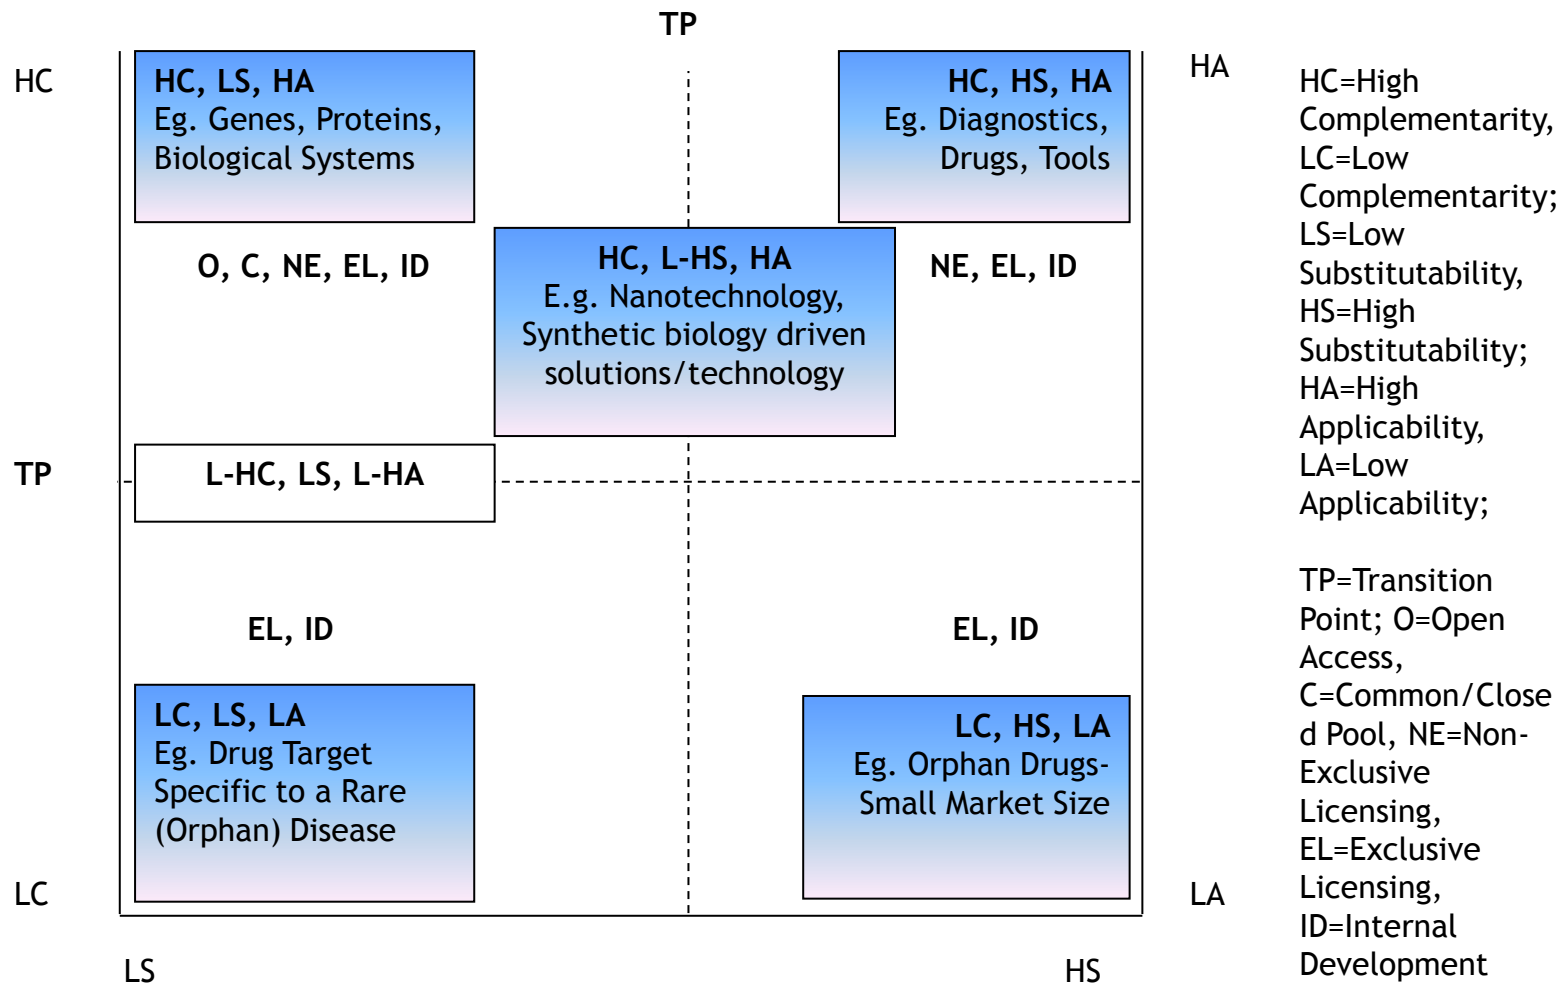 TP
HC
HC, LS, HA
Eg. Genes, Proteins,
Biological Systems
HC, HS, HA
Eg. Diagnostics,
Drugs, Tools
HA
O, C, NE, EL, ID
HC, L-HS, HA
E.g. Nanotechnology,
Synthetic biology driven
solutions/technology
NE, EL, ID
TP
L-HC, LS, L-HA
EL, ID
EL, ID
LC, LS, LA
Eg. Drug Target
Specific to a Rare
(Orphan) Disease
LC, HS, LA
Eg. Orphan Drugs-
Small Market Size
LC
LA
LS
HS
HC=High
Complementarity,
LC=Low
Complementarity;
LS=Low
Substitutability,
HS=High
Substitutability;
HA=High
Applicability,
LA=Low
Applicability;
TP=Transition
Point; O=Open
Access,
C=Common/Close
d Pool, NE=Non-
Exclusive
Licensing,
EL=Exclusive
Licensing,
ID=Internal
Development